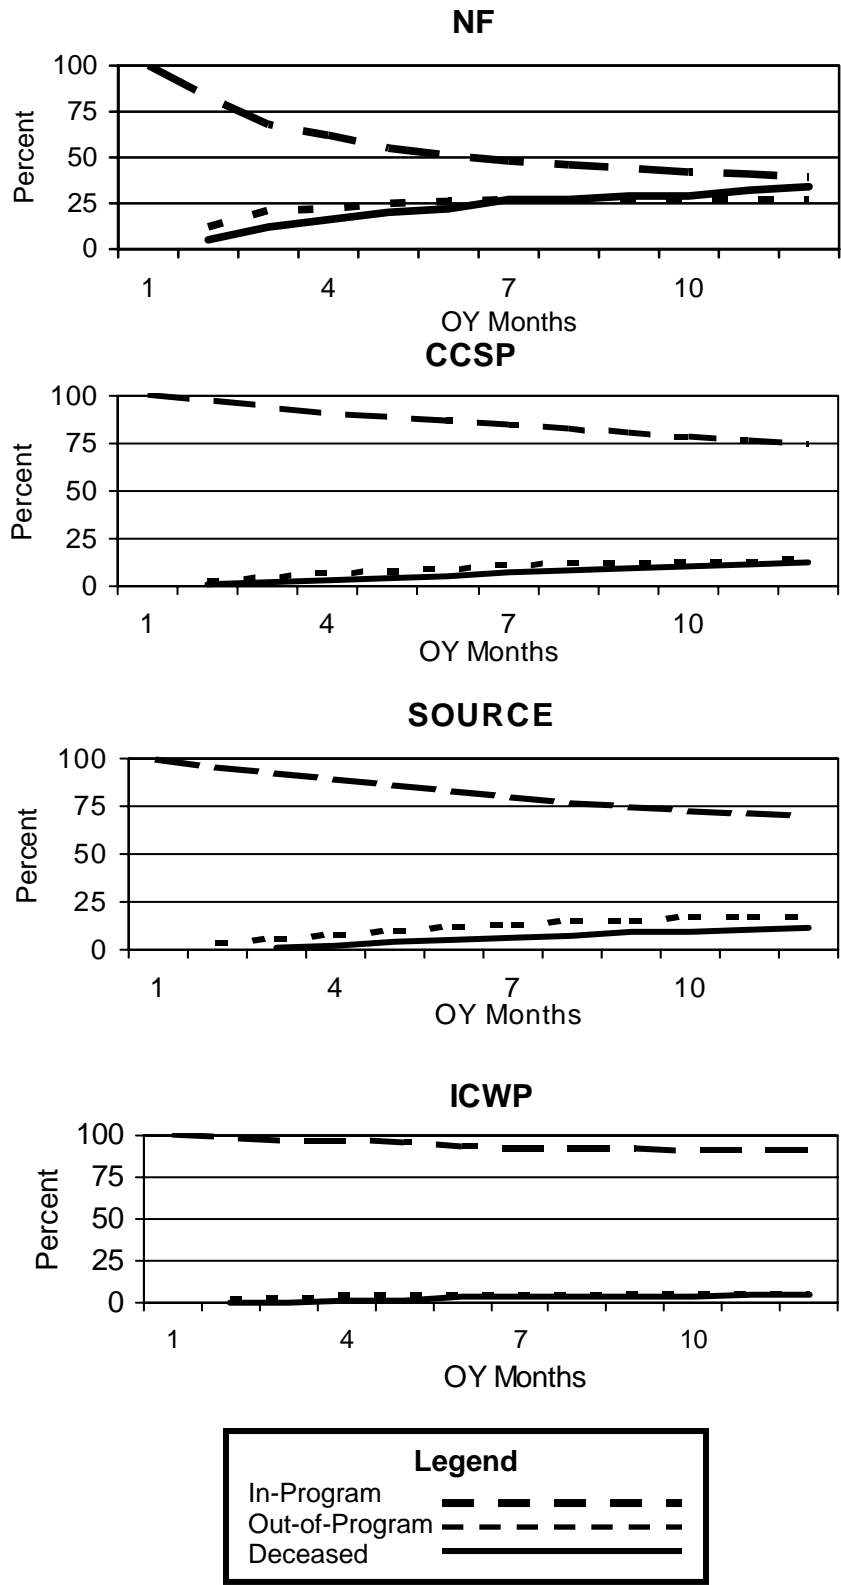 NF
100
75
50
25
0
Percent
1 4 7 10
OY Months
CCSP
100
75
50
25
0
Percent
1 4 7 10
OY Months
SOURCE
100
75
50
25
0
Percent
1 4 7 10
OY Months
ICWP
100
75
50
25
0
Percent
1 4 7 10
OY Months
Legend
In-Program
Out-of-Program
Deceased